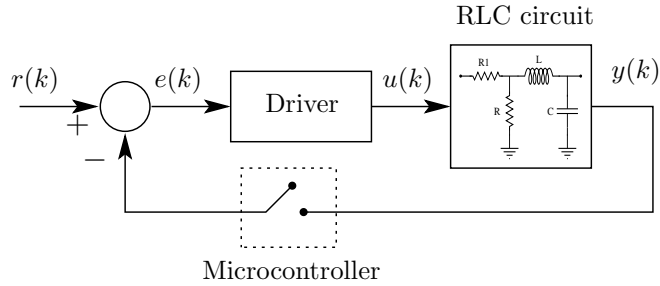 RLC circuit
r(k)
e(k)
Driver
u(k)
y(k)
R1
L
R
C
+
−
Microcontroller